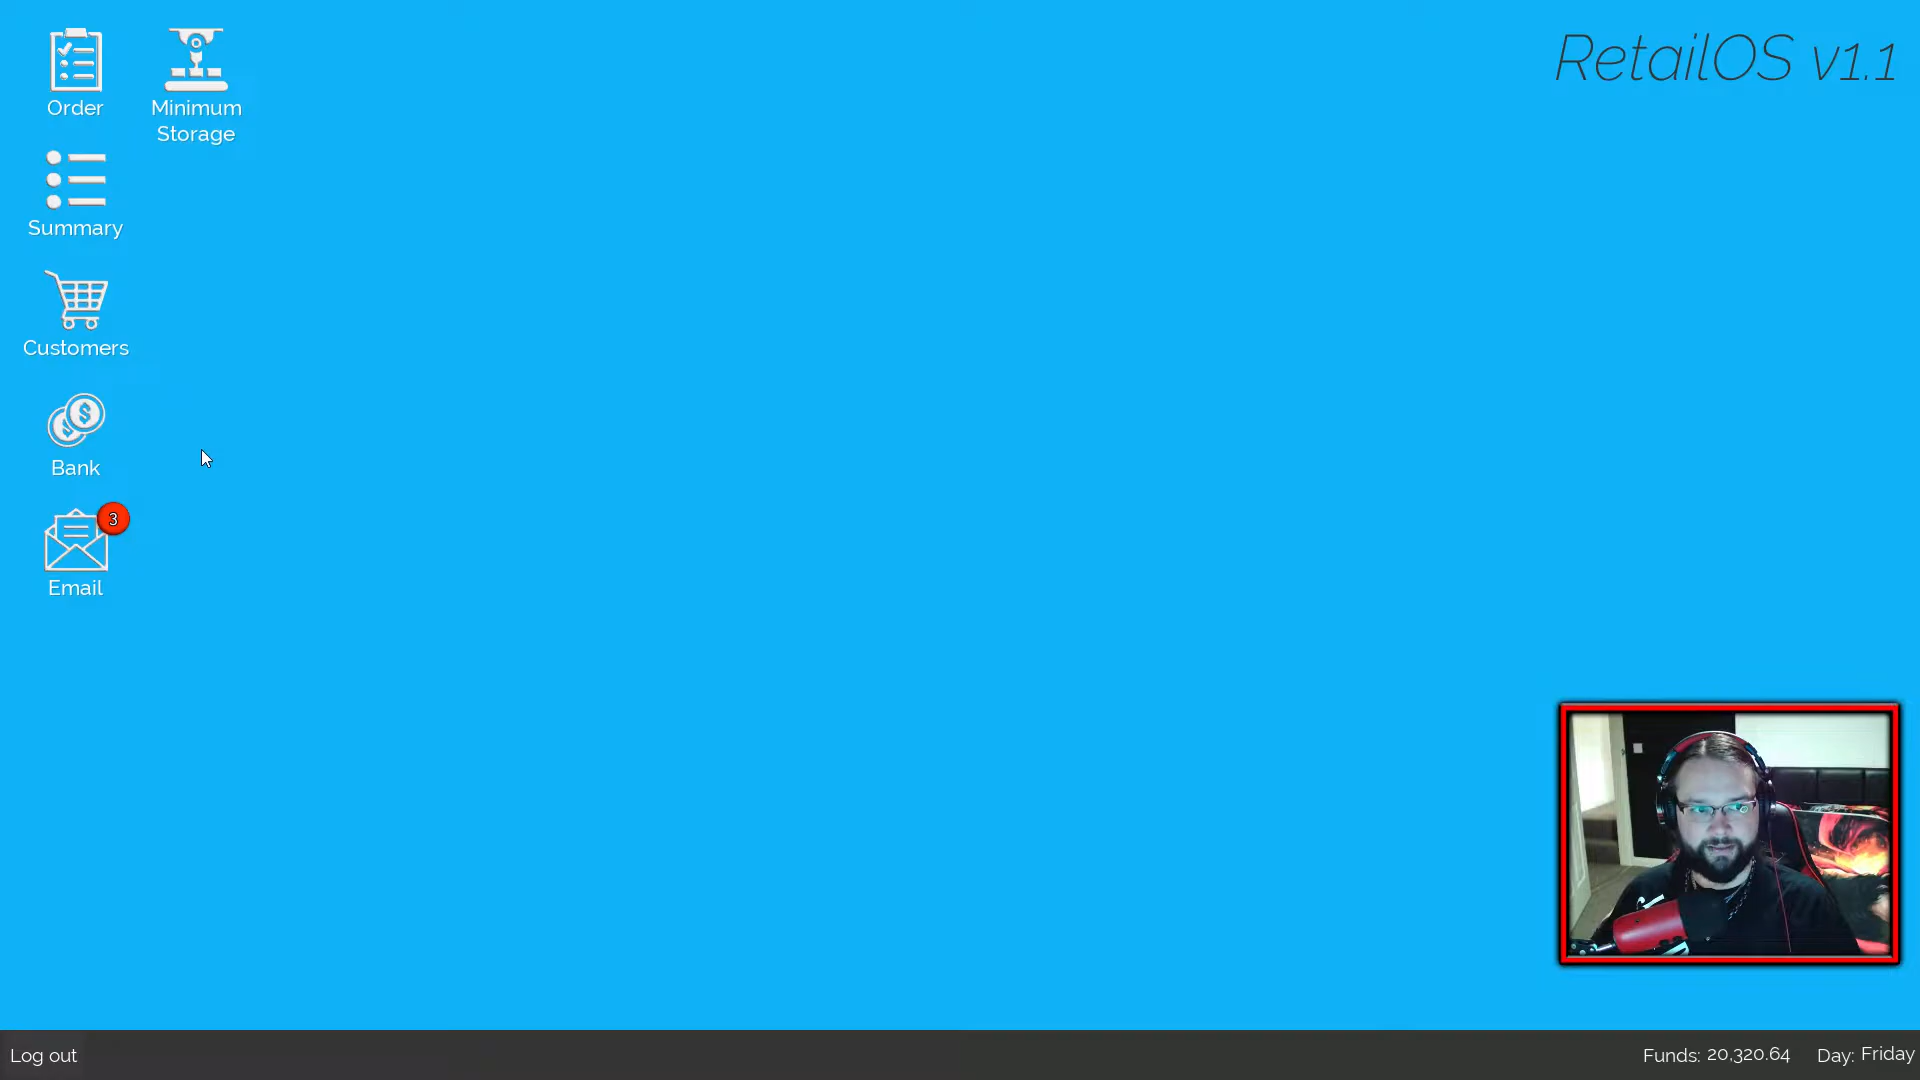 RetailOS v1.1
Order
Minimum
Storage
Summary
Customers
Bank
3
Email
Log out
Funds: 20,320.64
Day: Friday